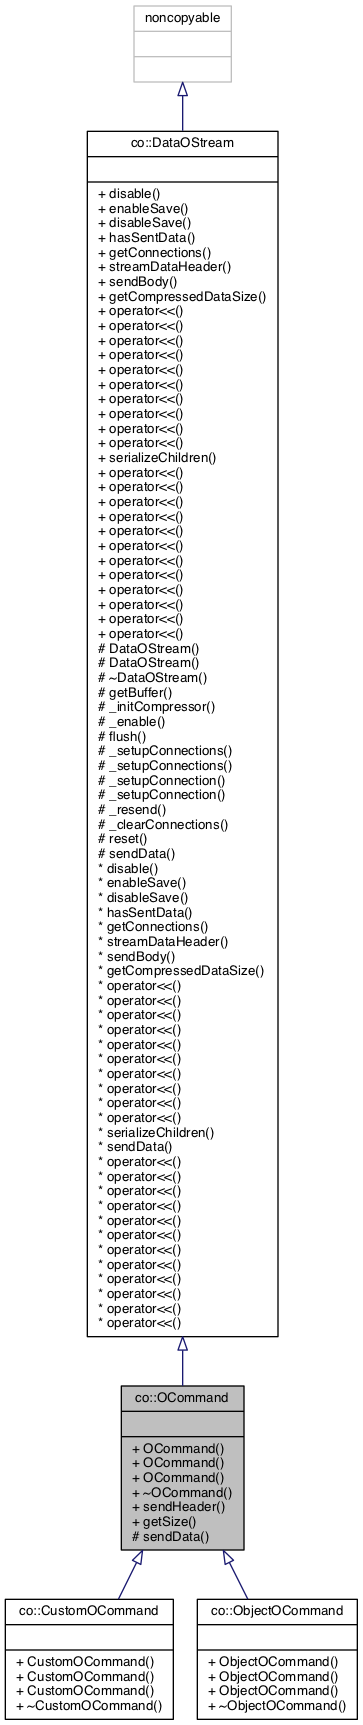 noncopyable
co::DataOStream
+ disable()
+ enableSave()
+ disableSave()
+ hasSentData()
+ getConnections()
+ streamDataHeader()
+ sendBody()
+ getCompressedDataSize()
+ operator<<()
+ operator<<()
+ operator<<()
+ operator<<()
+ operator<<()
+ operator<<()
+ operator<<()
+ operator<<()
+ operator<<()
+ operator<<()
+ serializeChildren()
+ operator<<()
+ operator<<()
+ operator<<()
+ operator<<()
+ operator<<()
+ operator<<()
+ operator<<()
+ operator<<()
+ operator<<()
+ operator<<()
+ operator<<()
+ operator<<()
# DataOStream()
# DataOStream()
# ~DataOStream()
# getBuffer()
# _initCompressor()
# _enable()
# flush()
# _setupConnections()
# _setupConnections()
# _setupConnection()
# _setupConnection()
# _resend()
# _clearConnections()
# reset()
# sendData()
* disable()
* enableSave()
* disableSave()
* hasSentData()
* getConnections()
* streamDataHeader()
* sendBody()
* getCompressedDataSize()
* operator<<()
* operator<<()
* operator<<()
* operator<<()
* operator<<()
* operator<<()
* operator<<()
* operator<<()
* operator<<()
* operator<<()
* serializeChildren()
* sendData()
* operator<<()
* operator<<()
* operator<<()
* operator<<()
* operator<<()
* operator<<()
* operator<<()
* operator<<()
* operator<<()
* operator<<()
* operator<<()
* operator<<()
co::OCommand
+ OCommand()
+ OCommand()
+ OCommand()
+ ~OCommand()
+ sendHeader()
+ getSize()
# sendData()
co::CustomOCommand
+ CustomOCommand()
+ CustomOCommand()
+ CustomOCommand()
+ ~CustomOCommand()
co::ObjectOCommand
+ ObjectOCommand()
+ ObjectOCommand()
+ ObjectOCommand()
+ ~ObjectOCommand()